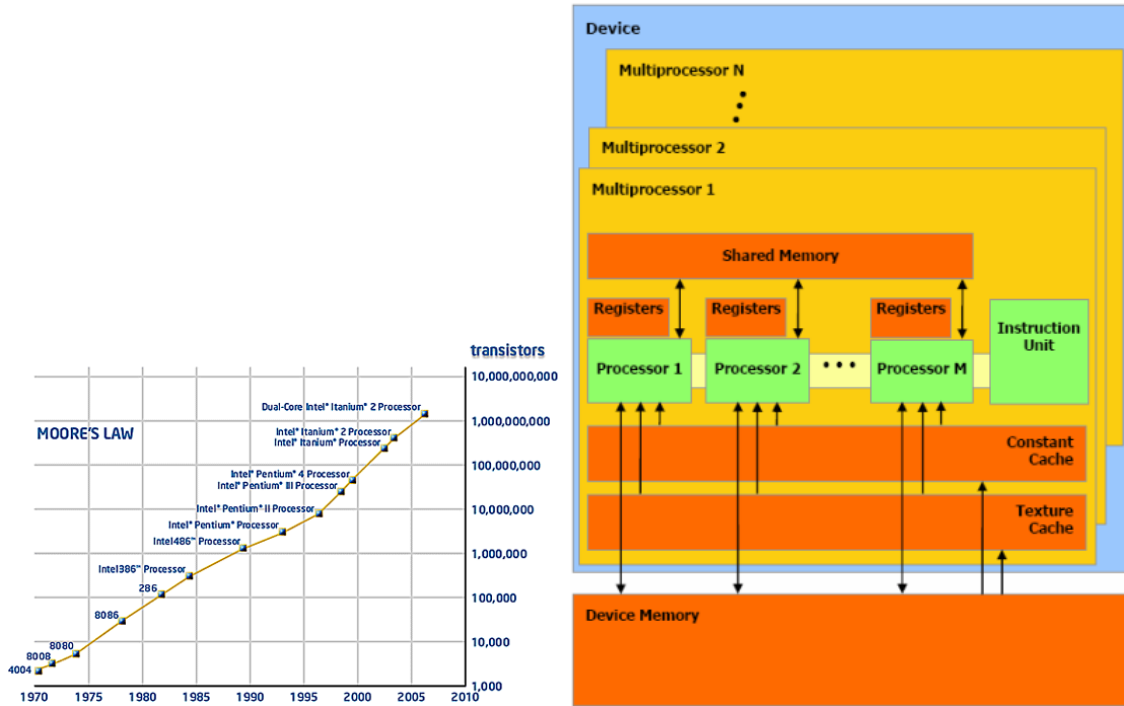 transistors
10,000,000,000
Dual-Core Intel® Itanium® 2 Processor
1,000,000,000
MOORE'S LAW
Intel® Itanium® 2 Processor
Intel® Itanium® Processor
100,000,000
Intel® Pentium® 4 Processor
Intel® Pentium® III Processor
10,000,000
Intel® Pentium® II Processor
Intel® Pentium® Processor
Intel486™ Processor
1,000,000
Intel386™ Processor
286
100,000
8086
10,000
8080
8008
4004
1,000
1970 1975 1980 1985 1990 1995 2000 2005 2010
Device
Multiprocessor N
Multiprocessor 2
Multiprocessor 1
Shared Memory
Registers Registers Registers
Instruction
Unit
Processor 1 Processor 2 Processor M
Constant
Cache
Texture
Cache
Device Memory